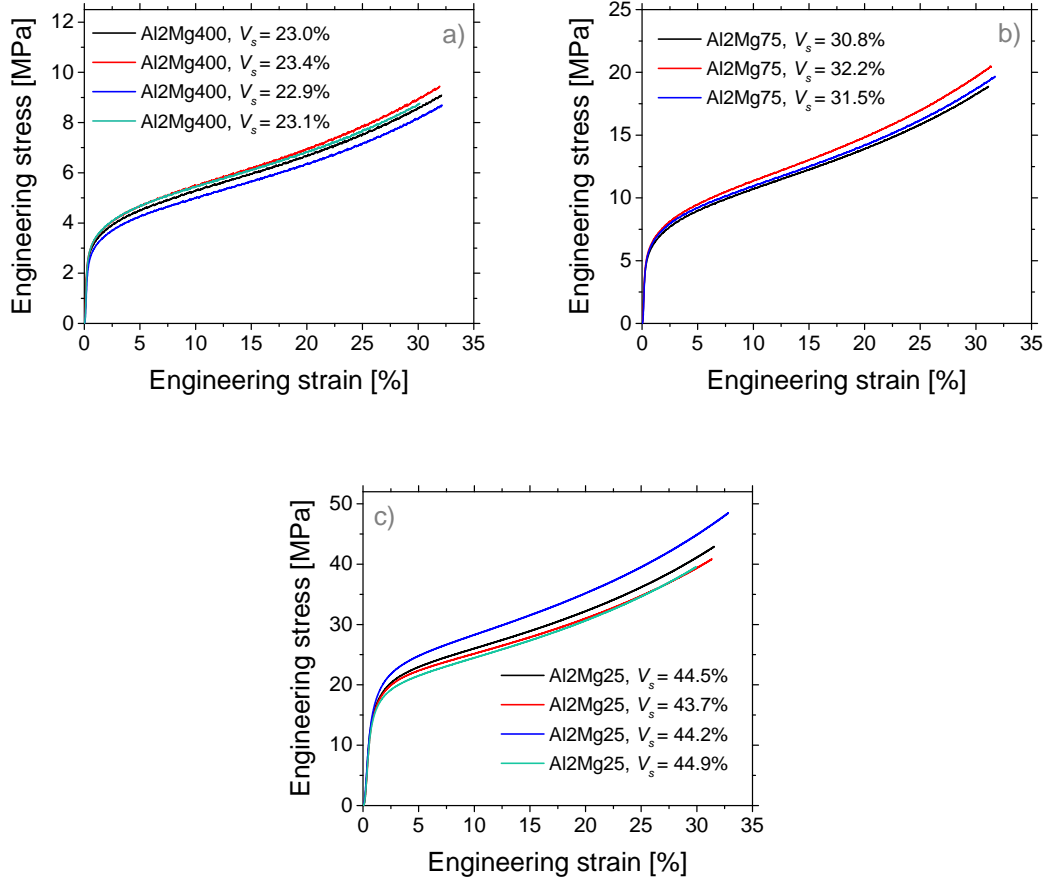 a)
Engineering stress [MPa]
12
10
8
6
4
2
0
Al2Mg400, Vs = 23.0%
Al2Mg400, Vs = 23.4%
Al2Mg400, Vs = 22.9%
Al2Mg400, Vs = 23.1%
0 5 10 15 20 25 30 35
Engineering strain [%]
b)
Engineering stress [MPa]
25
20
15
10
5
0
Al2Mg75, Vs = 30.8%
Al2Mg75, Vs = 32.2%
Al2Mg75, Vs = 31.5%
0 5 10 15 20 25 30 35
Engineering strain [%]
c)
Engineering stress [MPa]
50
40
30
20
10
0
Al2Mg25, Vs = 44.5%
Al2Mg25, Vs = 43.7%
Al2Mg25, Vs = 44.2%
Al2Mg25, Vs = 44.9%
0 5 10 15 20 25 30 35
Engineering strain [%]